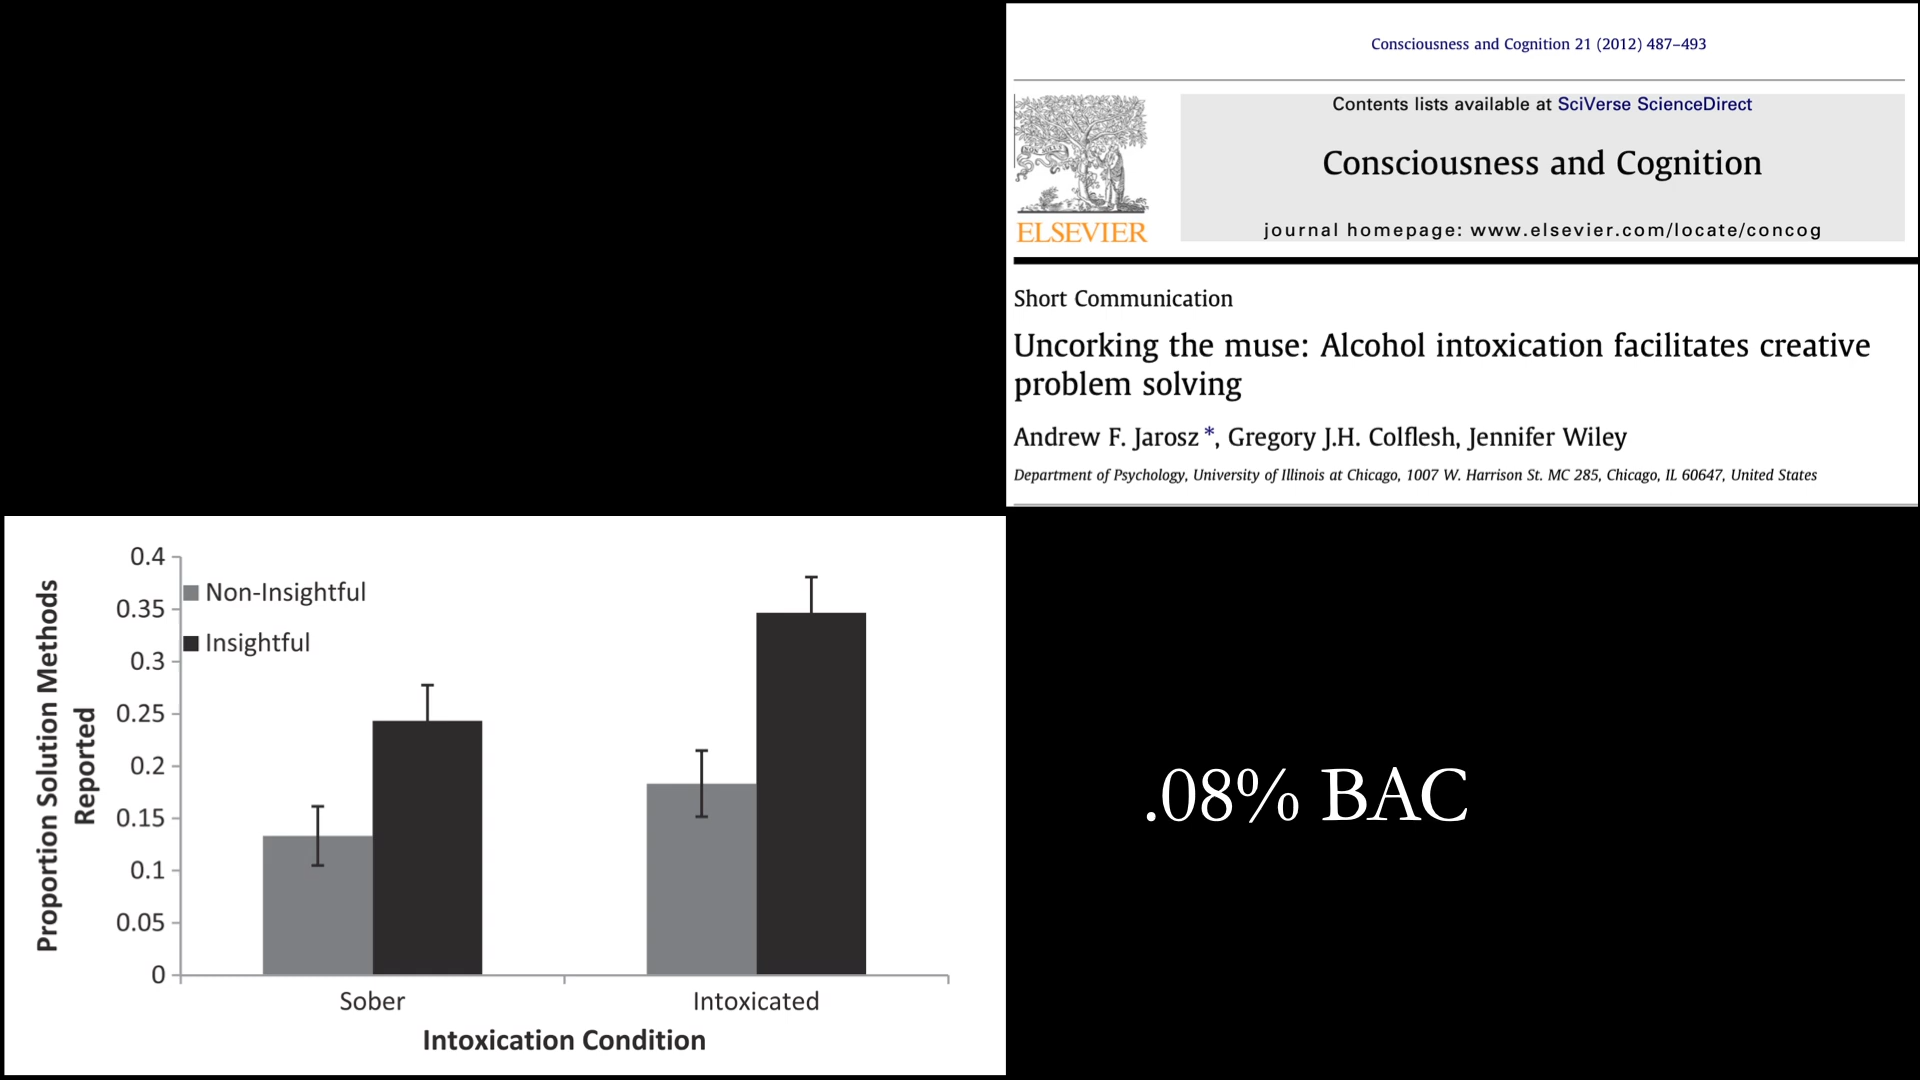 Consciousness and Cognition 21 (2012) 487–493
Contents lists available at SciVerse ScienceDirect
Consciousness and Cognition
journal homepage: www.elsevier.com/locate/concog
ELSEVIER
Short Communication
Uncorking the muse: Alcohol intoxication facilitates creative
problem solving
Andrew F. Jarosz *, Gregory J.H. Colflesh, Jennifer Wiley
Department of Psychology, University of Illinois at Chicago, 1007 W. Harrison St. MC 285, Chicago, IL 60647, United States
Proportion Solution Methods
Reported
0.4
0.35
0.3
0.25
0.2
0.15
0.1
0.05
0
Non-Insightful
Insightful
Sober
Intoxicated
Intoxication Condition
.08% BAC